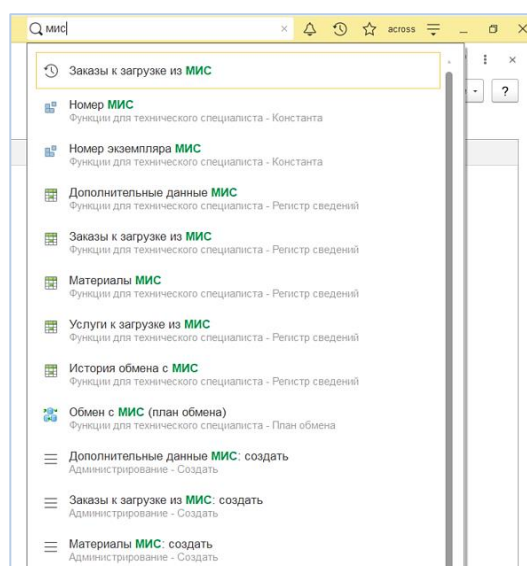 мис
across
?
Заказы к загрузке из МИС
Номер МИС
Функции для технического специалиста - Константа
Номер экземпляра МИС
Функции для технического специалиста - Константа
Дополнительные данные МИС
Функции для технического специалиста - Регистр сведений
Заказы к загрузке из МИС
Функции для технического специалиста - Регистр сведений
Материалы МИС
Функции для технического специалиста - Регистр сведений
Услуги к загрузке из МИС
Функции для технического специалиста - Регистр сведений
История обмена с МИС
Функции для технического специалиста - Регистр сведений
Обмен с МИС (план обмена)
Функции для технического специалиста - План обмена
Дополнительные данные МИС: создать
Администрирование - Создать
Заказы к загрузке из МИС: создать
Администрирование - Создать
Материалы МИС: создать
Администрирование - Создать